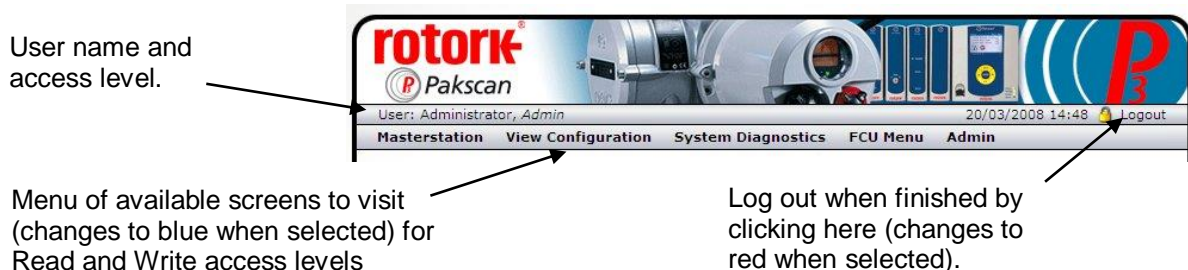 User name and
access level.
rotork®
Pakscan
P3
User: Administrator, Admin
20/03/2008 14:48 Logout
Masterstation View Configuration System Diagnostics FCU Menu Admin
Menu of available screens to visit
(changes to blue when selected) for
Read and Write access levels
Log out when finished by
clicking here (changes to
red when selected).